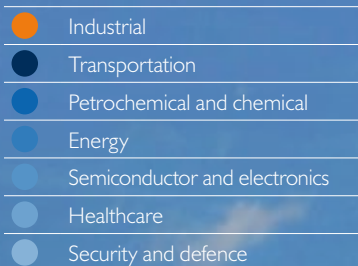 Industrial
Transportation
Petrochemical and chemical
Energy
Semiconductor and electronics
Healthcare
Security and defence